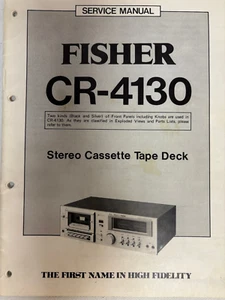 SERVICE MANUAL
FISHER
CR-4130
Two kinds (Black and Silver) of Front Panels including Knobs are used in
CR-4130. As they are classified in Exploded Views and Parts Lists, please
refer to them.
Stereo Cassette Tape Deck
THE FIRST NAME IN HIGH FIDELITY